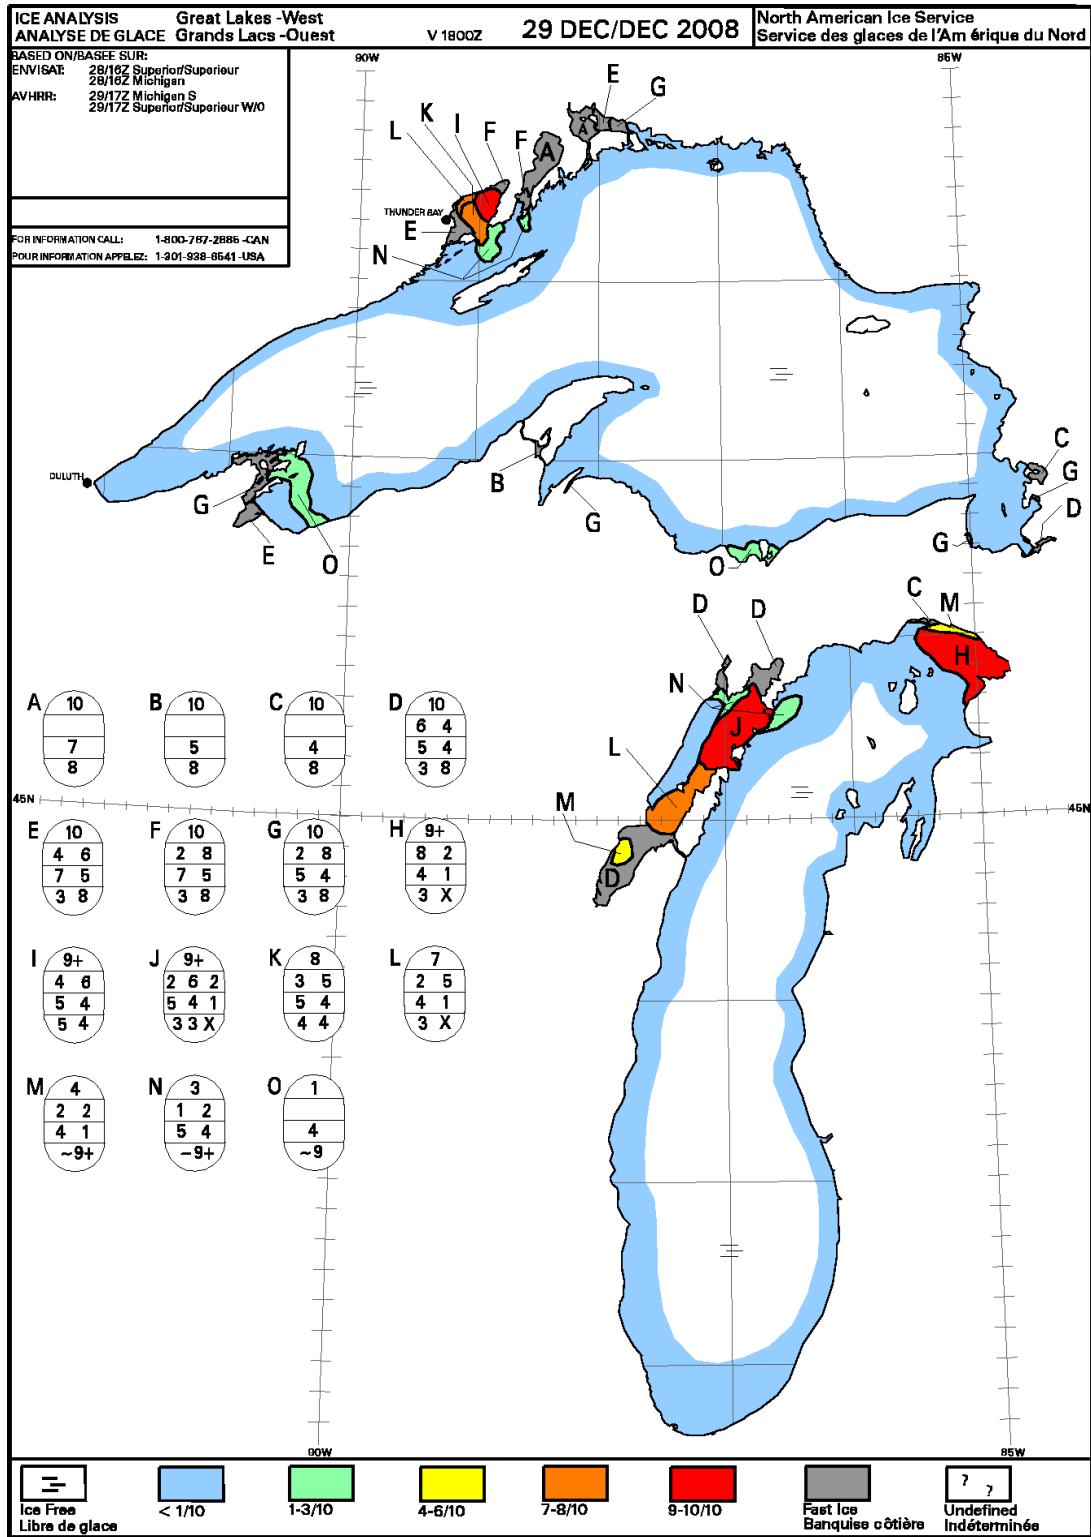 ICE ANALYSIS Great Lakes -West
ANALYSE DE GLACE Grands Lacs -Ouest
V 1800Z
29 DEC/DEC 2008
North American Ice Service
Service des glaces de l'Am érique du Nord
BASED ON/BASEE SUR:
ENVISAT: 28/16Z Superior/Superieur
28/16Z Michigan
AVHRR: 29/17Z Michigan S
29/17Z Superior/Superieur W/O
FOR INFORMATION CALL: 1-800-767-2885 -CAN
POUR INFORMATION APPELEZ: 1-301-938-8541 -USA
90W
85W
E
G
K
I
F
L
F
A
A
THUNDER BAY
E
N
DULUTH
G
E
O
B
G
O
C
G
D
G
C
M
H
D
D
N
J
L
M
D
45N
45N
A 10
7
8
B 10
5
8
C 10
4
8
D 10
6 4
5 4
3 8
E 10
4 6
7 5
3 8
F 10
2 8
7 5
3 8
G 10
2 8
5 4
3 8
H 9+
8 2
4 1
3 X
I 9+
4 6
5 4
5 4
J 9+
2 6 2
5 4 1
3 3 X
K 8
3 5
5 4
4 4
L 7
2 5
4 1
3 X
M 4
2 2
4 1
~9+
N 3
1 2
5 4
~9+
O 1
4
~9
90W
85W
Ice Free
Libre de glace
< 1/10
1-3/10
4-6/10
7-8/10
9-10/10
Fast Ice
Banquise côtière
? ?
Undefined
Indéterminée